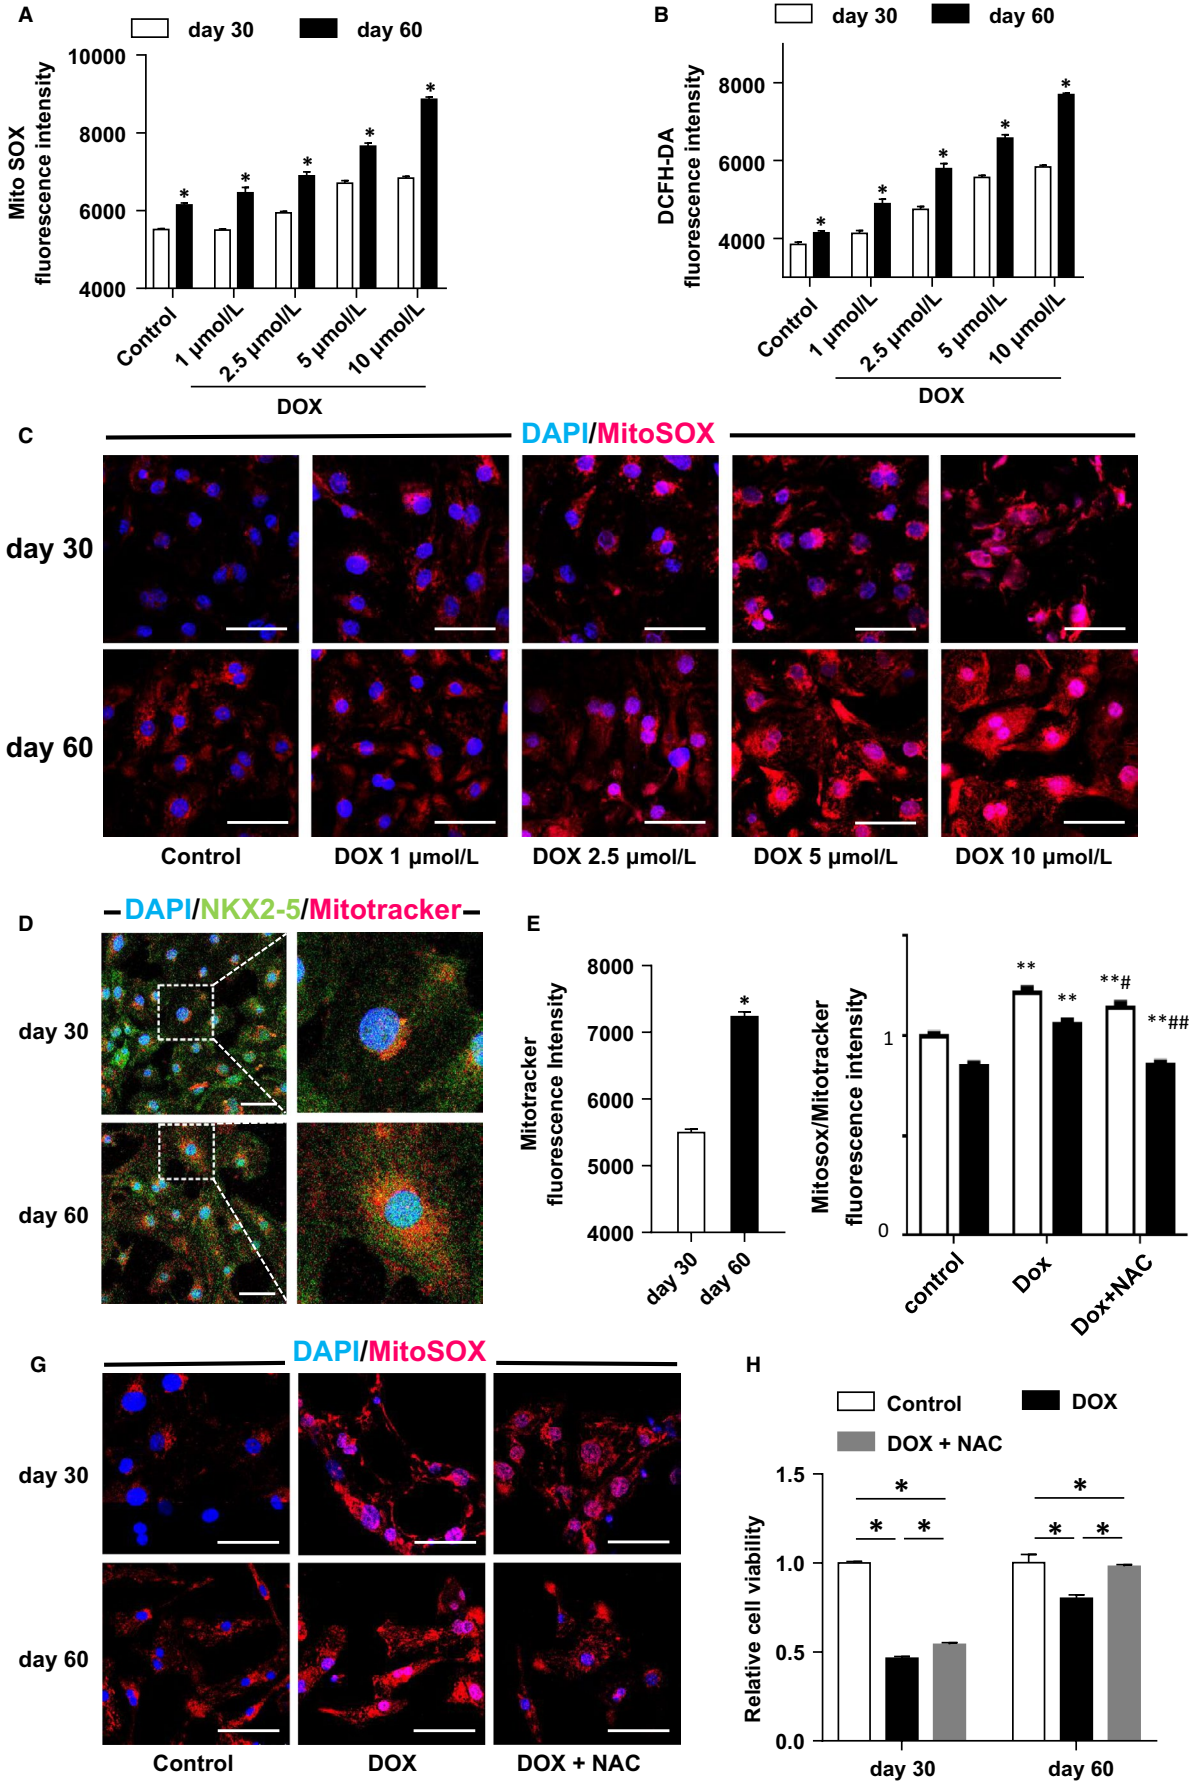 A
day 30 day 60
Mito SOX
fluorescence intensity
10000
8000
6000
4000
* * * * *
Control 1 μmol/L 2.5 μmol/L 5 μmol/L 10 μmol/L
DOX
B
day 30 day 60
DCFH-DA
fluorescence intensity
8000
6000
4000
* * * * *
Control 1 μmol/L 2.5 μmol/L 5 μmol/L 10 μmol/L
DOX
C
DAPI/MitoSOX
day 30
day 60
Control DOX 1 μmol/L DOX 2.5 μmol/L DOX 5 μmol/L DOX 10 μmol/L
D
DAPI/NKX2-5/Mitotracker
day 30
day 60
E
Mitotracker
fluorescence Intensity
8000
7000
6000
5000
4000
*
day 30 day 60
Mitosox/Mitotracker
fluorescence intensity
1
0
** ** **# **##
control Dox Dox+NAC
G
DAPI/MitoSOX
day 30
day 60
Control DOX DOX + NAC
H
Control DOX
DOX + NAC
Relative cell viability
1.5
1.0
0.5
0.0
* *
* * * *
day 30 day 60